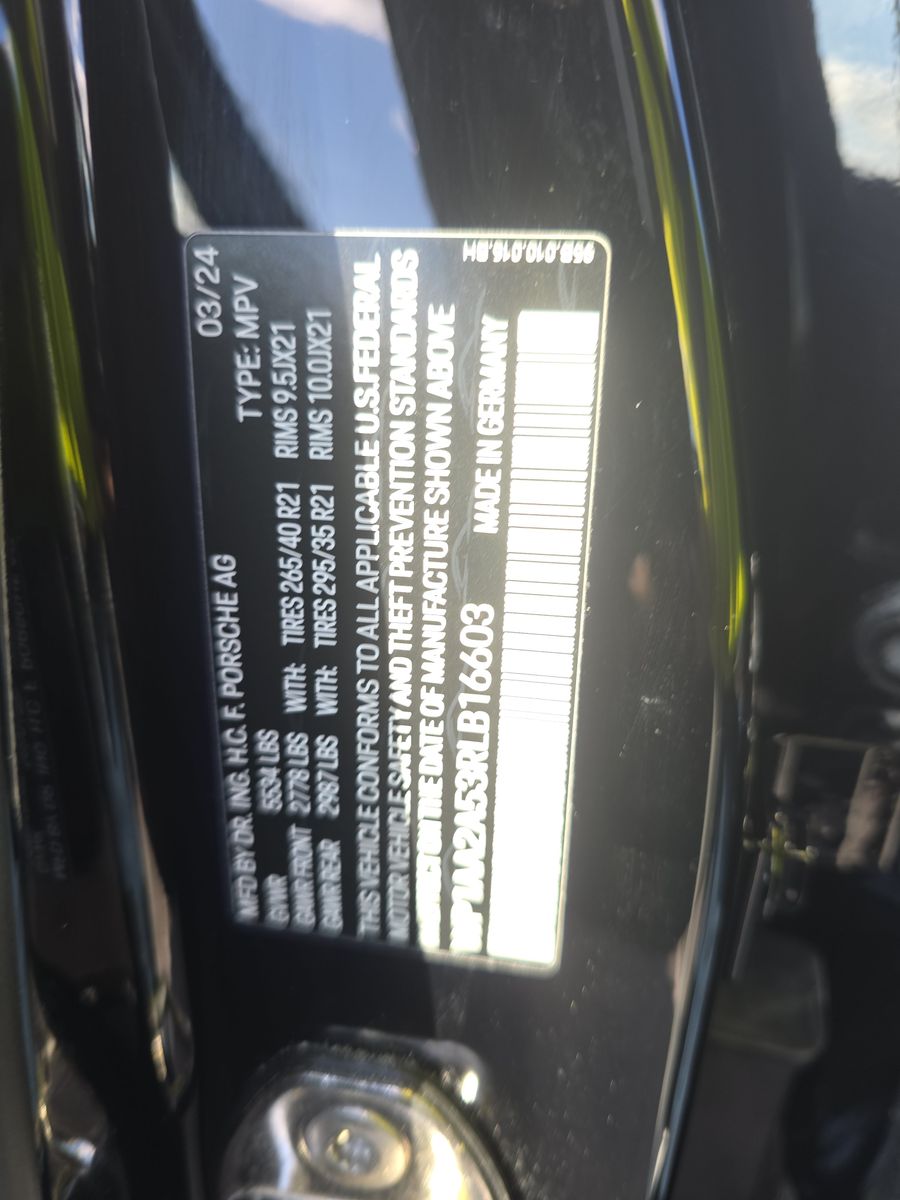 MFD BY DR. ING. H.C. F. PORSCHE AG 03/24
GVWR 5534 LBS TYPE: MPV
GAWR FRONT 2778 LBS WITH: TIRES 265/40 R21 RIMS 9.5JX21
GAWR REAR 2987 LBS WITH: TIRES 295/35 R21 RIMS 10.0JX21
THIS VEHICLE CONFORMS TO ALL APPLICABLE U.S.FEDERAL
MOTOR VEHICLE SAFETY AND THEFT PREVENTION STANDARDS
IN EFFECT ON THE DATE OF MANUFACTURE SHOWN ABOVE
WP1AA2A53RLB16603 MADE IN GERMANY
95B.010.016.BH